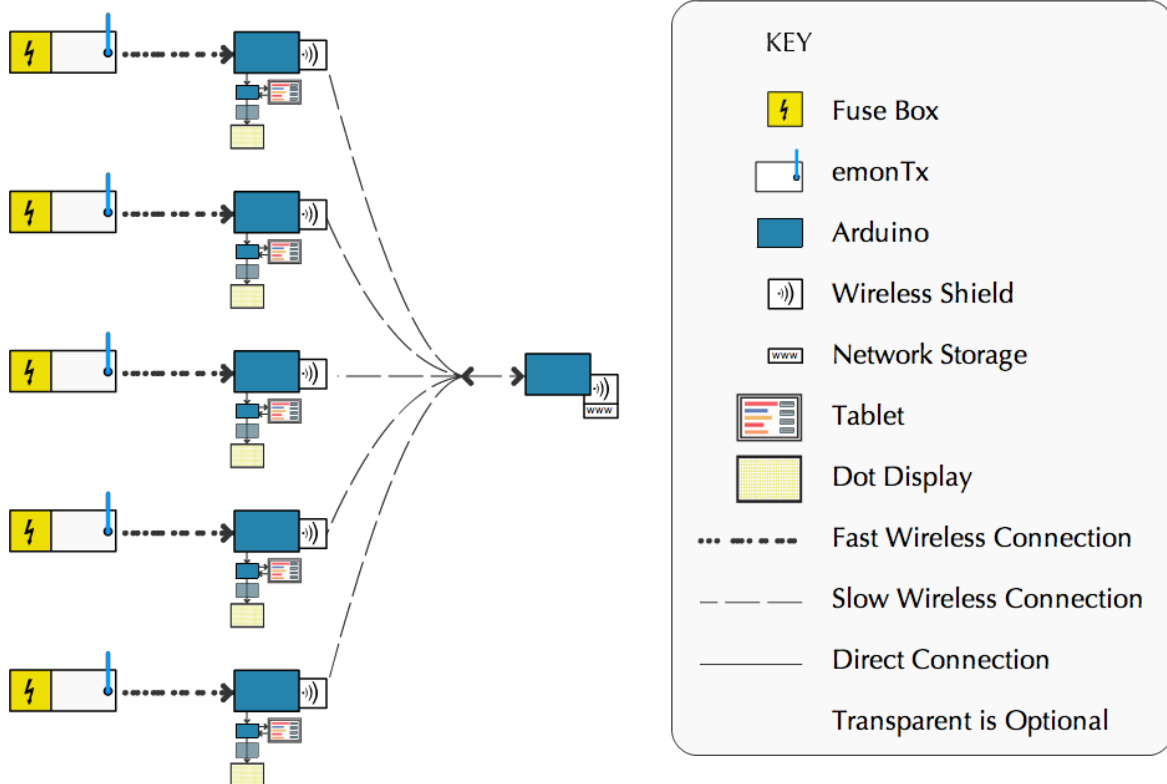 KEY
Fuse Box
emonTx
Arduino
Wireless Shield
www
Network Storage
Tablet
Dot Display
Fast Wireless Connection
Slow Wireless Connection
Direct Connection
Transparent is Optional
www